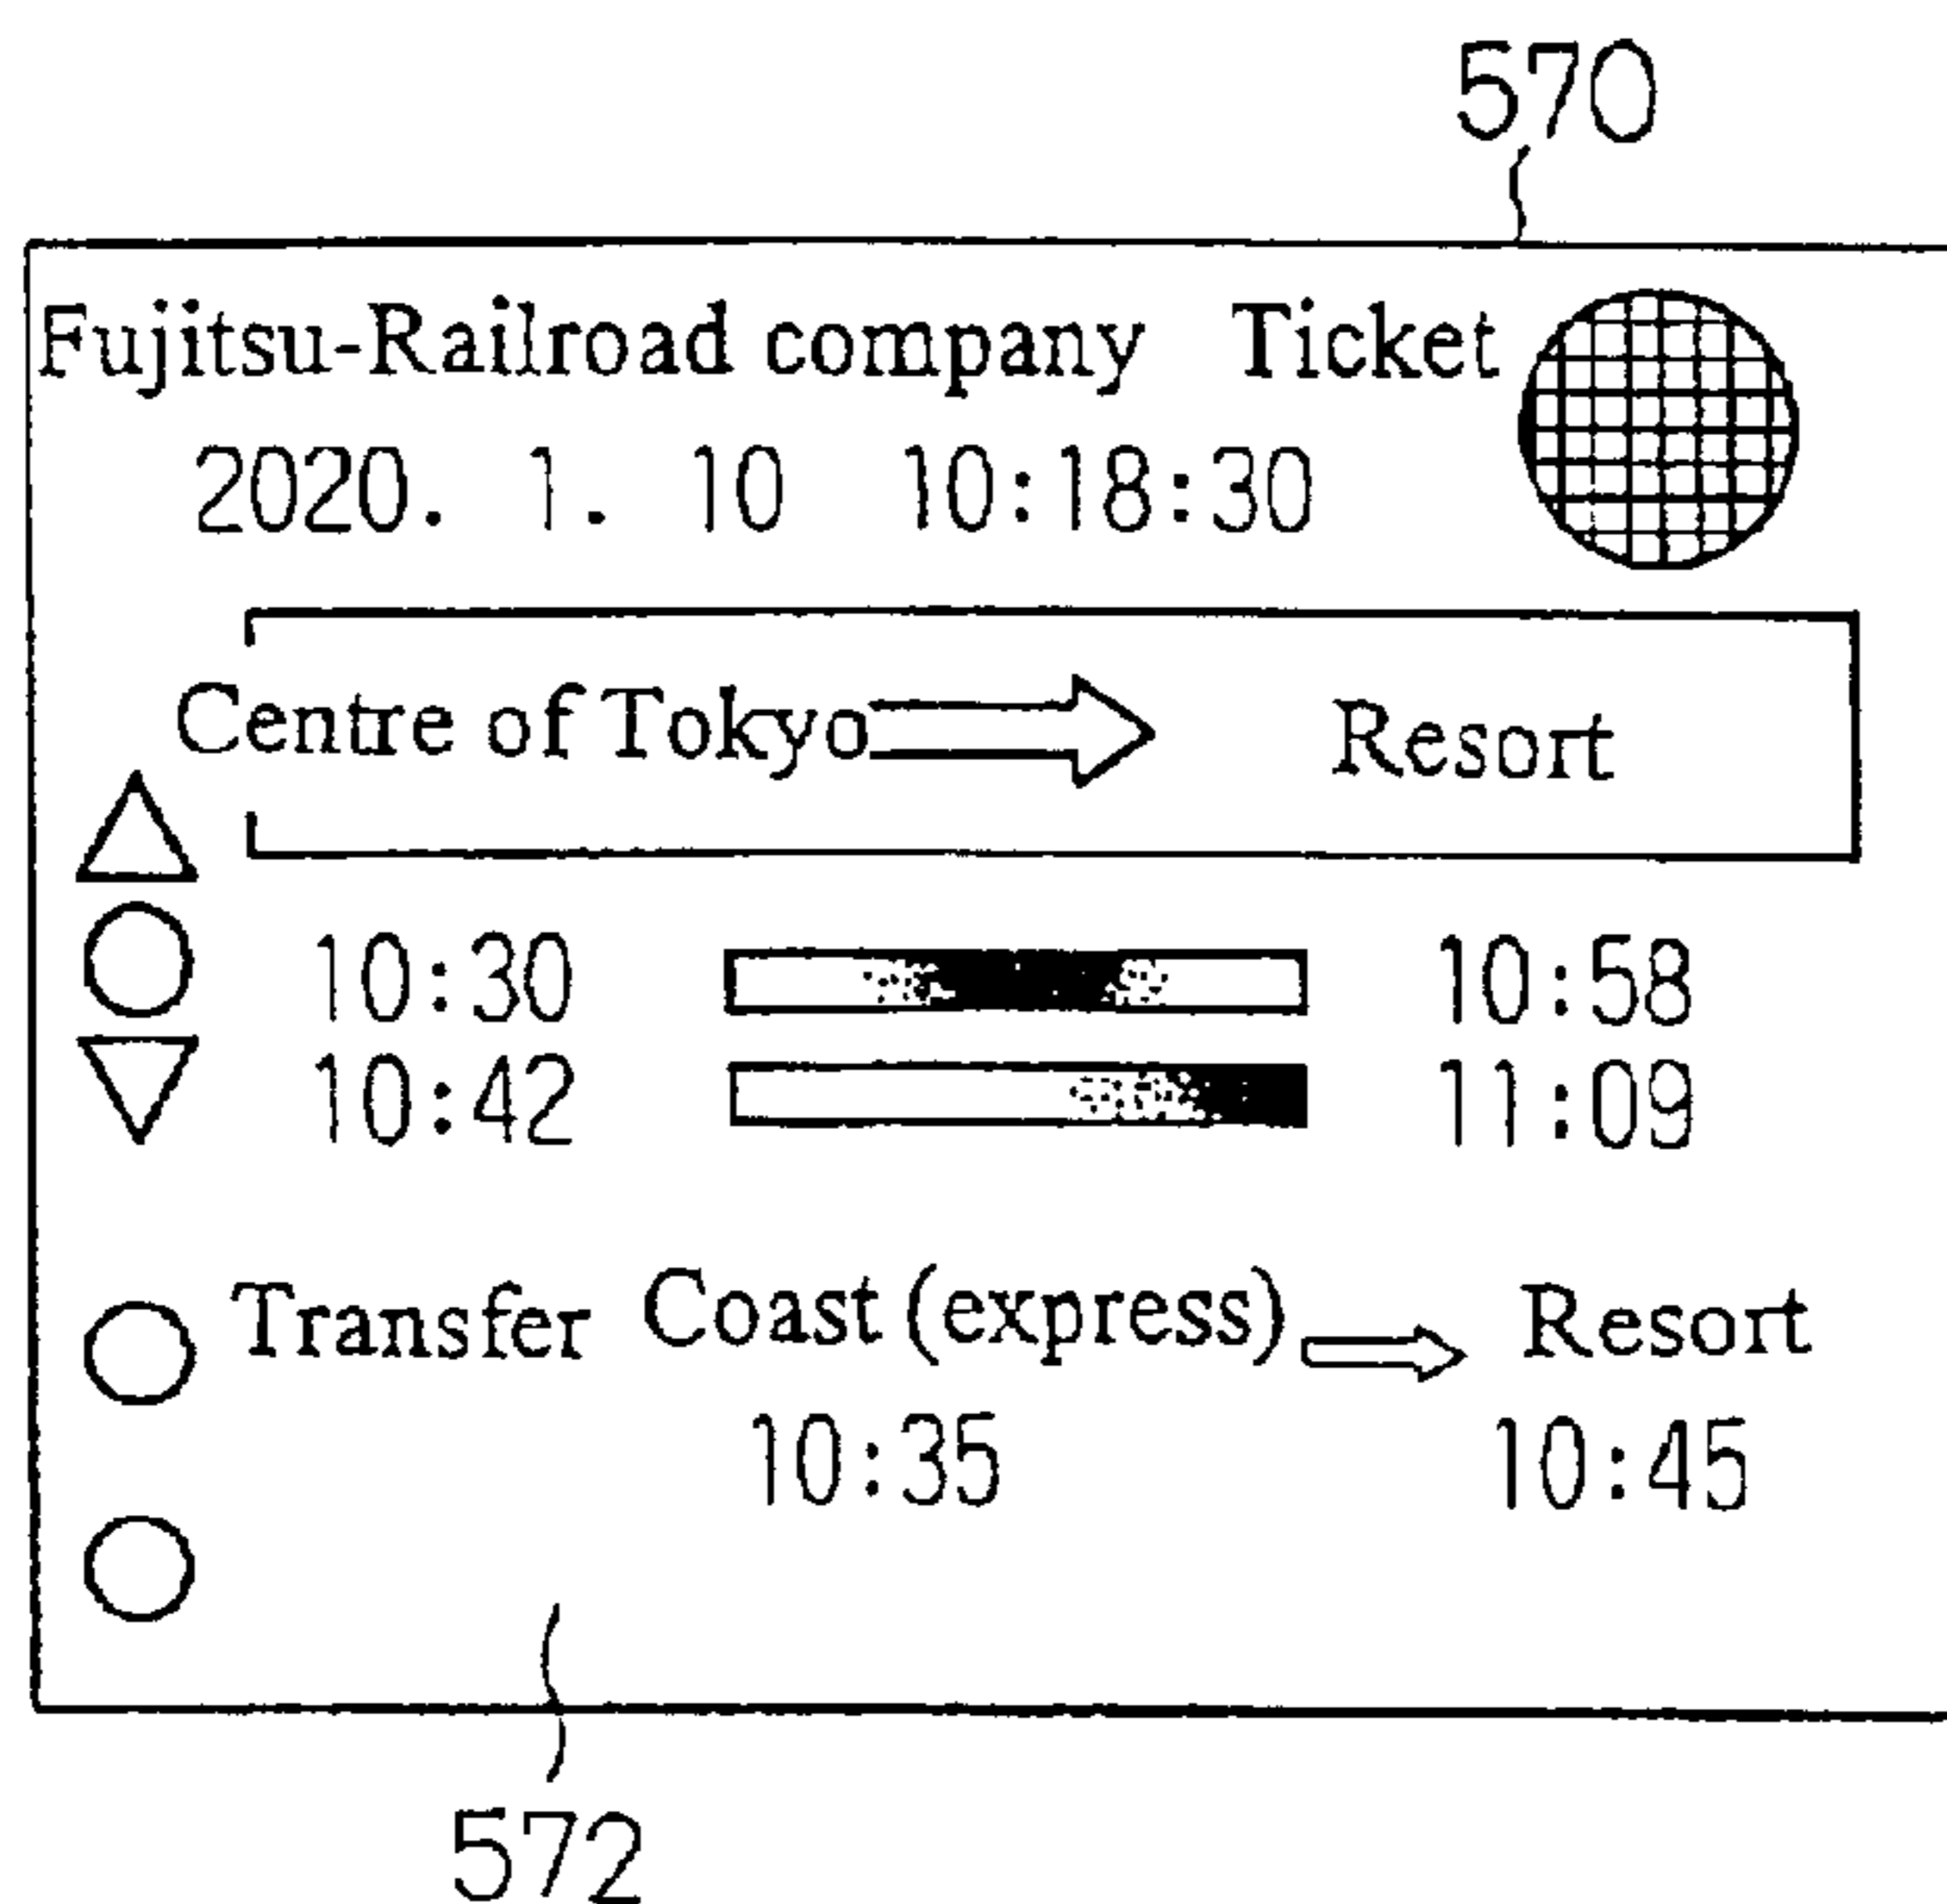 570
Fujitsu-Railroad company Ticket
2020. 1. 10 10:18:30
Centre of Tokyo Resort
10:30 10:58
10:42 11:09
Transfer Coast (express) Resort
10:35 10:45
572